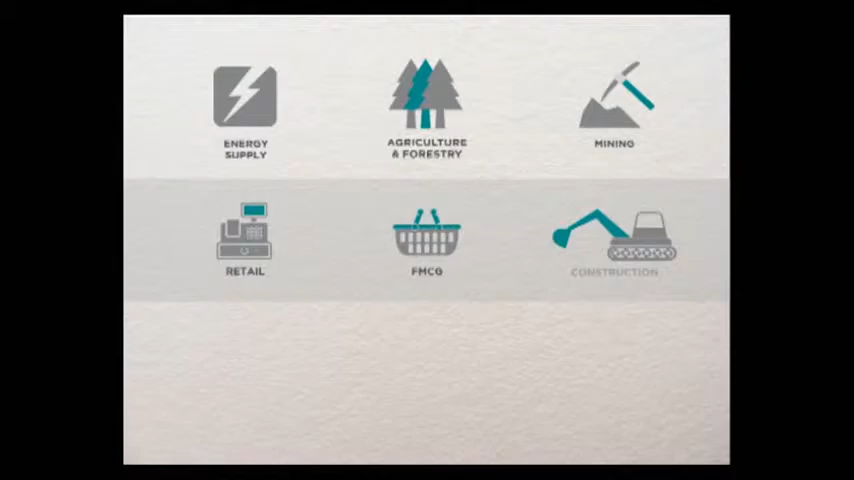 ENERGY
SUPPLY
AGRICULTURE
& FORESTRY
MINING
RETAIL
FMCG
CONSTRUCTION